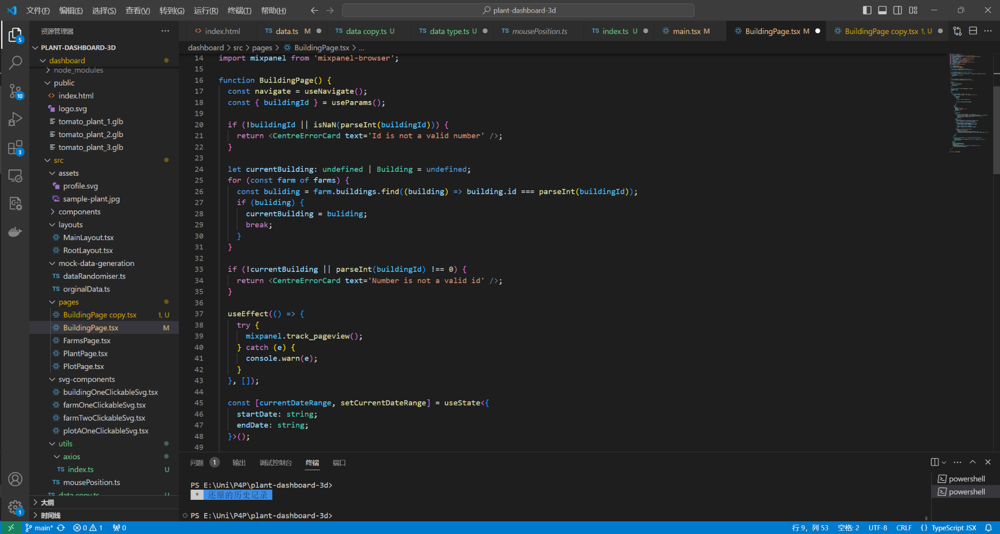 文件(F) 编辑(E) 选择(S) 查看(V) 转到(G) 运行(R) 终端(T) 帮助(H) plant-dashboard-3d
资源管理器
PLANT-DASHBOARD-3D
dashboard
node_modules
public
index.html
logo.svg
tomato_plant_1.glb
tomato_plant_2.glb
tomato_plant_3.glb
src
assets
profile.svg
sample-plant.jpg
components
layouts
MainLayout.tsx
RootLayout.tsx
mock-data-generation
TS dataRandomiser.ts
TS orginalData.ts
pages
BuildingPage copy.tsx 1, U
BuildingPage.tsx M
FarmsPage.tsx
PlantPage.tsx
PlotPage.tsx
svg-components
buildingOneClickableSvg.tsx
farmOneClickableSvg.tsx
farmTwoClickableSvg.tsx
plotAOneClickableSvg.tsx
utils
axios
TS index.ts U
TS mousePosition.ts
TS data copy.ts U
大纲
时间线
5
10
3
1
index.html TS data.ts M TS data copy.ts U TS data type.ts U TS mousePosition.ts TS index.ts U main.tsx M BuildingPage.tsx M BuildingPage copy.tsx 1, U
dashboard > src > pages > BuildingPage.tsx > ...
14 import mixpanel from 'mixpanel-browser';
15
16 function BuildingPage() {
17 const navigate = useNavigate();
18 const { buildingId } = useParams();
19
20 if (!buildingId || isNaN(parseInt(buildingId))) {
21 return <CentreErrorCard text='Id is not a valid number' />;
22 }
23
24 let currentBuilding: undefined | Building = undefined;
25 for (const farm of farms) {
26 const buliding = farm.buildings.find((building) => building.id === parseInt(buildingId));
27 if (buliding) {
28 currentBuilding = buliding;
29 break;
30 }
31 }
32
33 if (!currentBuilding || parseInt(buildingId) !== 0) {
34 return <CentreErrorCard text='Number is not a valid id' />;
35 }
36
37 useEffect(() => {
38 try {
39 mixpanel.track_pageview();
40 } catch (e) {
41 console.warn(e);
42 }
43 }, []);
44
45 const [currentDateRange, setCurrentDateRange] = useState<{
46 startDate: string;
47 endDate: string;
48 }>();
49
问题 1 输出 调试控制台 终端 端口
PS E:\Uni\P4P\plant-dashboard-3d>
* 还原的历史记录
PS E:\Uni\P4P\plant-dashboard-3d>
powershell
powershell
main* 0 1 0 行 9，列 53 空格: 2 UTF-8 CRLF {} TypeScript JSX